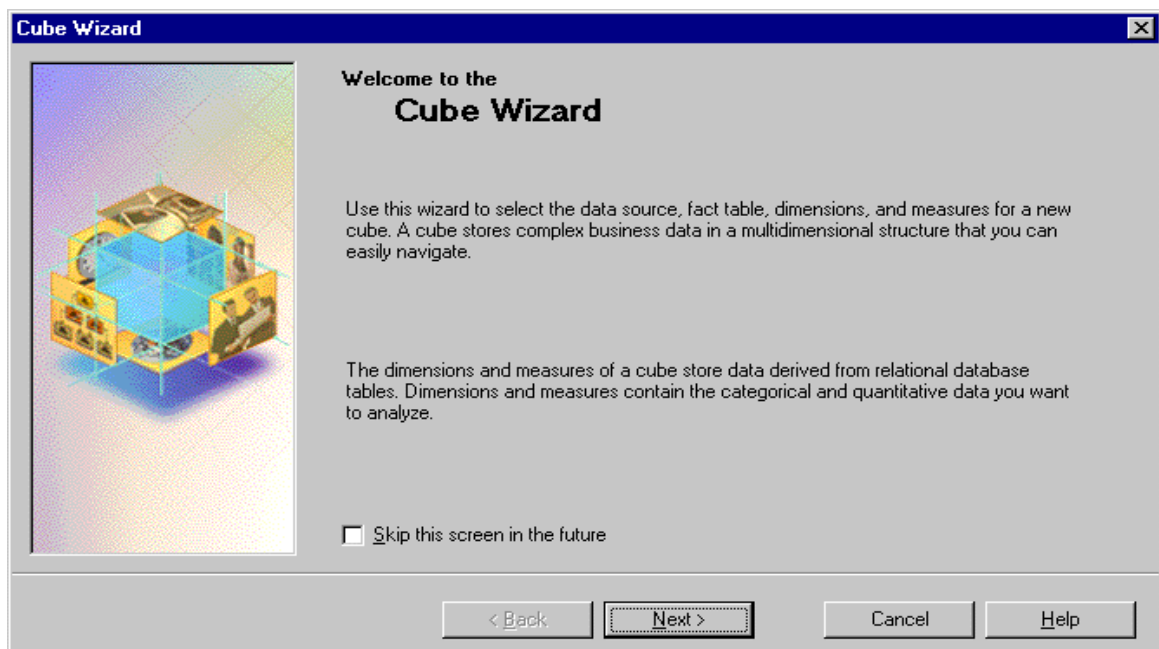 Cube Wizard
Welcome to the
Cube Wizard
Use this wizard to select the data source, fact table, dimensions, and measures for a new
cube. A cube stores complex business data in a multidimensional structure that you can
easily navigate.
The dimensions and measures of a cube store data derived from relational database
tables. Dimensions and measures contain the categorical and quantitative data you want
to analyze.
Skip this screen in the future
< Back Next > Cancel Help